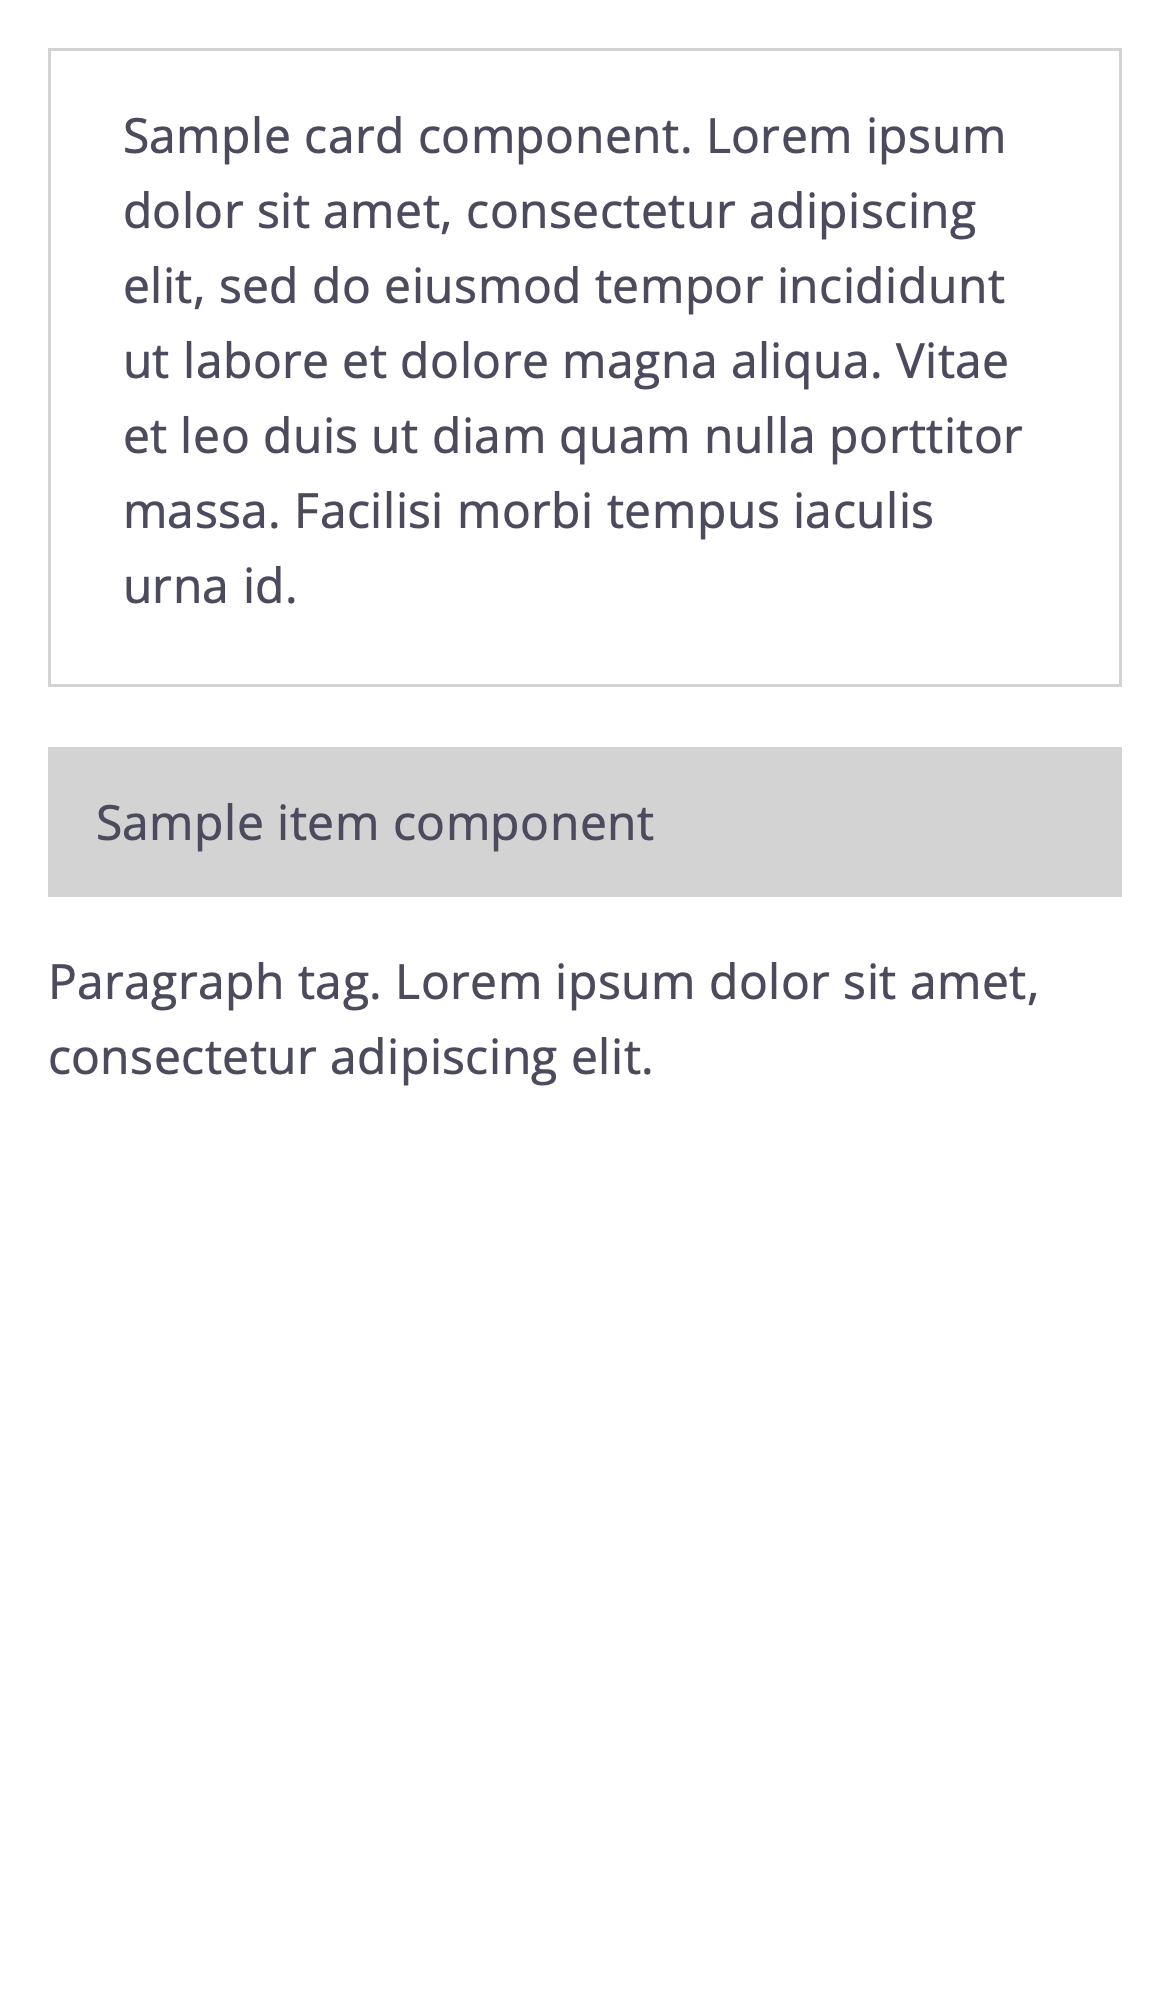 Sample card component. Lorem ipsum
dolor sit amet, consectetur adipiscing
elit, sed do eiusmod tempor incididunt
ut labore et dolore magna aliqua. Vitae
et leo duis ut diam quam nulla porttitor
massa. Facilisi morbi tempus iaculis
urna id.
Sample item component
Paragraph tag. Lorem ipsum dolor sit amet,
consectetur adipiscing elit.